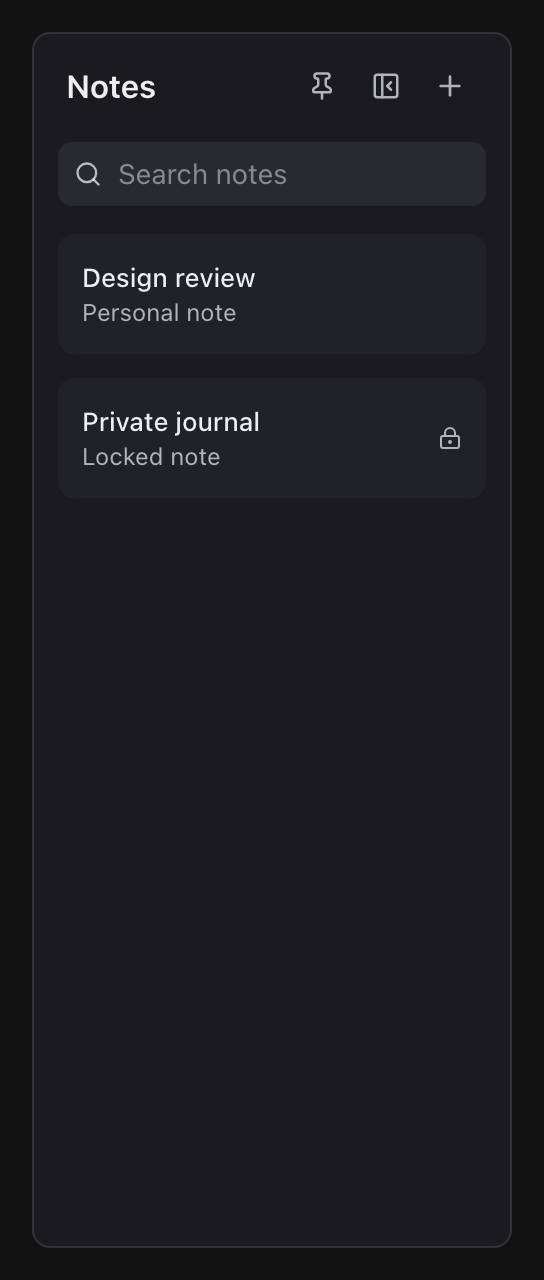 Notes
Search notes
Design review
Personal note
Private journal
Locked note